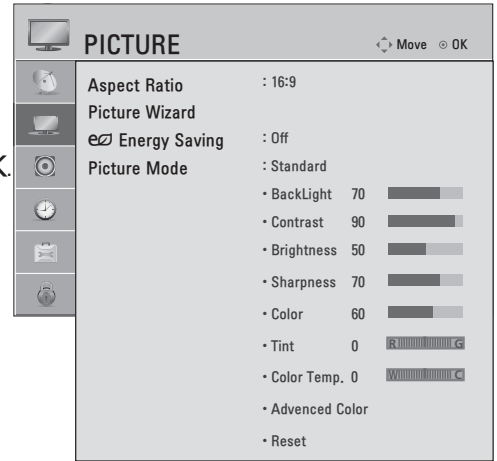 PICTURE Move ⊙ OK
Aspect Ratio : 16:9
Picture Wizard
e Energy Saving : Off
Picture Mode : Standard
K.
• BackLight 70
• Contrast 90
• Brightness 50
• Sharpness 70
• Color 60
• Tint 0 R G
• Color Temp. 0 W C
• Advanced Color
• Reset